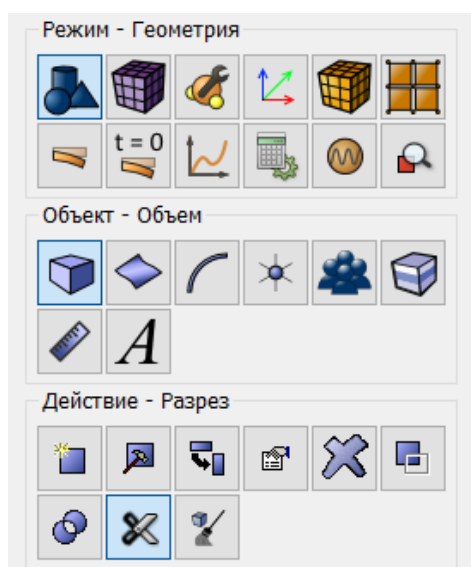 Режим - Геометрия
t = 0
Объект - Объем
A
Действие - Разрез